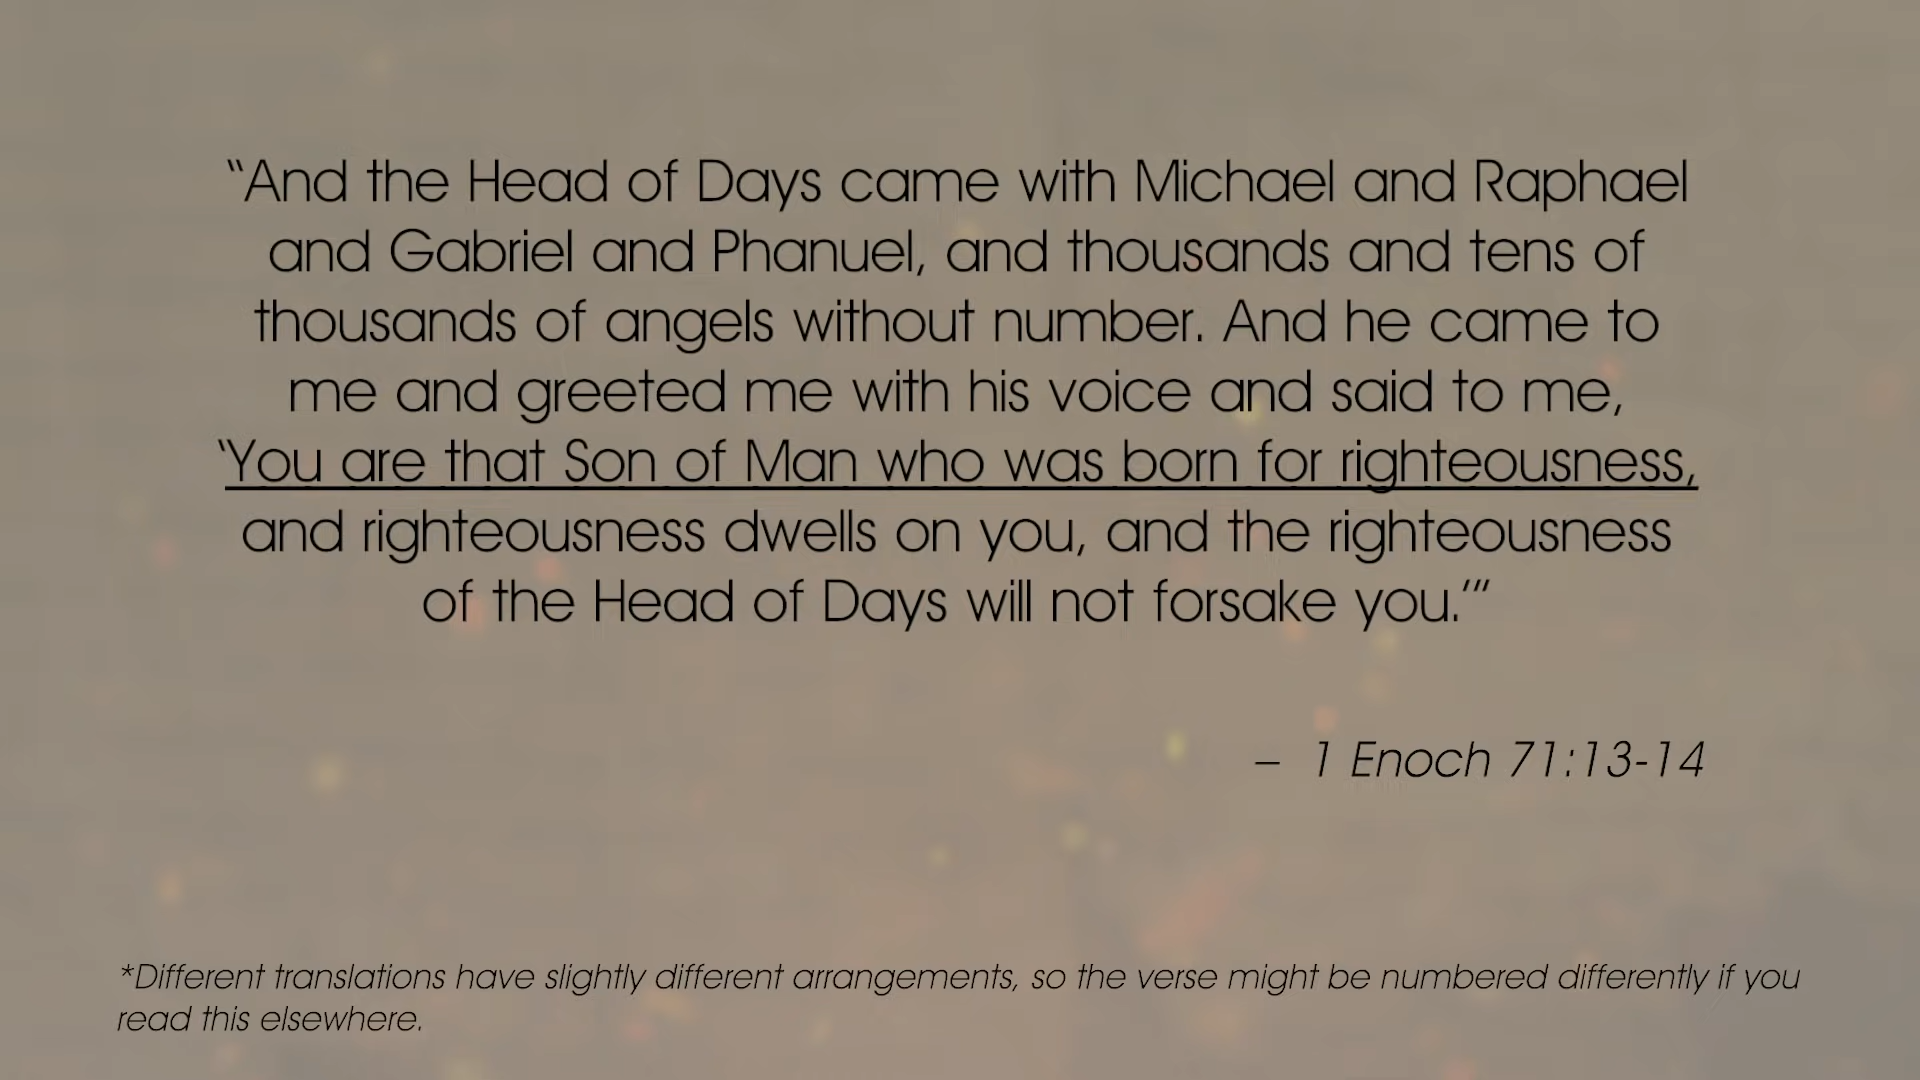 “And the Head of Days came with Michael and Raphael
and Gabriel and Phanuel, and thousands and tens of
thousands of angels without number. And he came to
me and greeted me with his voice and said to me,
‘You are that Son of Man who was born for righteousness,
and righteousness dwells on you, and the righteousness
of the Head of Days will not forsake you.’”
– 1 Enoch 71:13-14
*Different translations have slightly different arrangements, so the verse might be numbered differently if you
read this elsewhere.